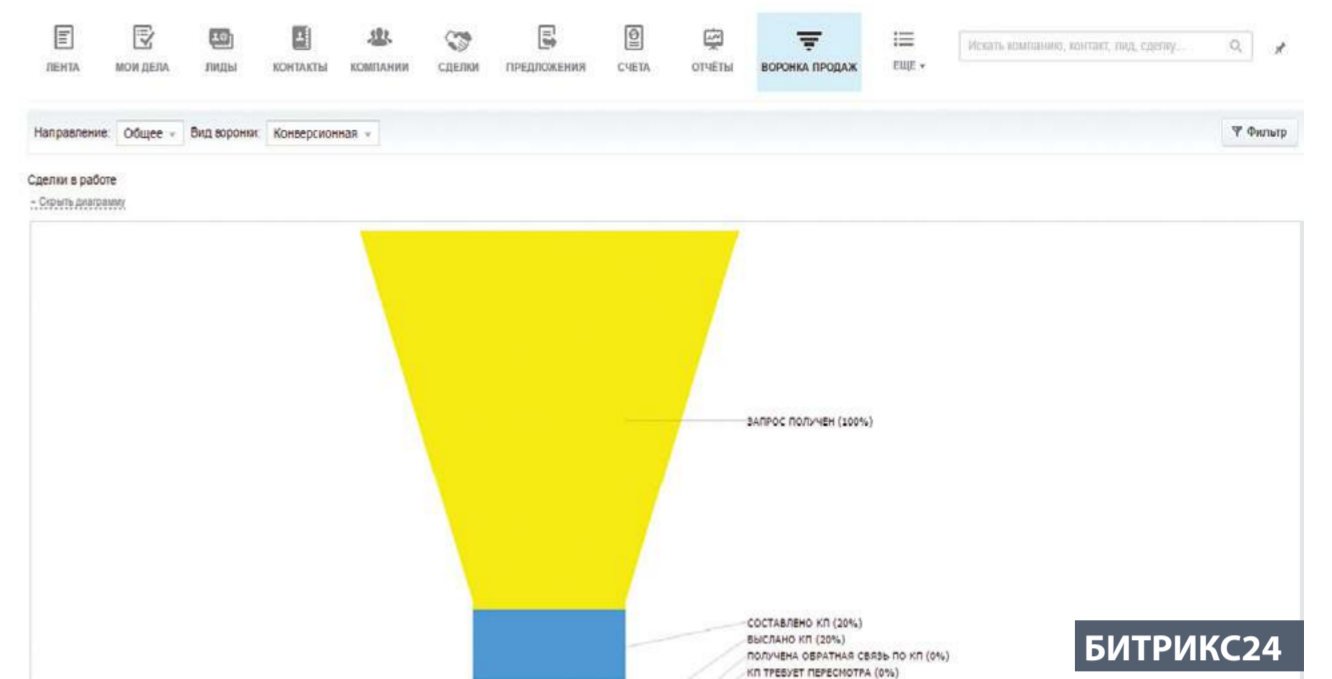 ЛЕНТА МОИ ДЕЛА ЛИДЫ КОНТАКТЫ КОМПАНИИ СДЕЛКИ ПРЕДЛОЖЕНИЯ СЧЕТА ОТЧЁТЫ ВОРОНКА ПРОДАЖ ЕЩЕ
Искать компанию, контакт, лид, сделку...
Направление: Общее Вид воронки: Конверсионная Фильтр
Сделки в работе
- Скрыть диаграмму
ЗАПРОС ПОЛУЧЕН (100%)
СОСТАВЛЕНО КП (20%)
ВЫСЛАНО КП (20%)
ПОЛУЧЕНА ОБРАТНАЯ СВЯЗЬ ПО КП (0%)
КП ТРЕБУЕТ ПЕРЕСМОТРА (0%)
БИТРИКС24